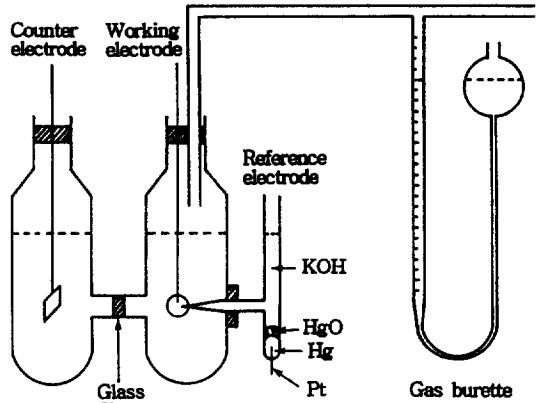 Counter
electrode
Working
electrode
Reference
electrode
KOH
HgO
Hg
Pt
Glass
Gas burette